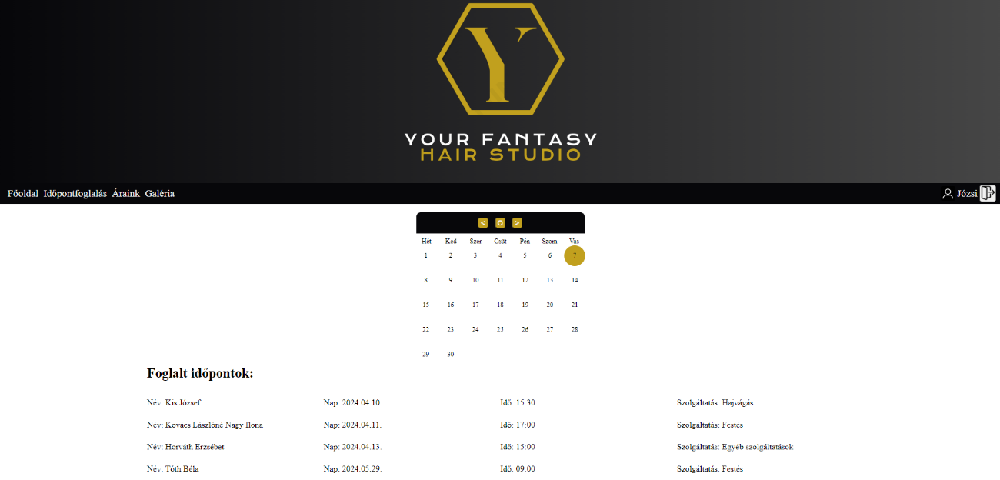 Y
YOUR FANTASY
HAIR STUDIO
Főoldal Időpontfoglalás Áraink Galéria Józsi
< O >
Hét Ked Szer Csüt Pén Szom Vas
1 2 3 4 5 6 7
8 9 10 11 12 13 14
15 16 17 18 19 20 21
22 23 24 25 26 27 28
29 30
Foglalt időpontok:
Név: Kis József Nap: 2024.04.10. Idő: 15:30 Szolgáltatás: Hajvágás
Név: Kovács Lászlóné Nagy Ilona Nap: 2024.04.11. Idő: 17:00 Szolgáltatás: Festés
Név: Horváth Erzsébet Nap: 2024.04.13. Idő: 15:00 Szolgáltatás: Egyéb szolgáltatások
Név: Tóth Béla Nap: 2024.05.29. Idő: 09:00 Szolgáltatás: Festés